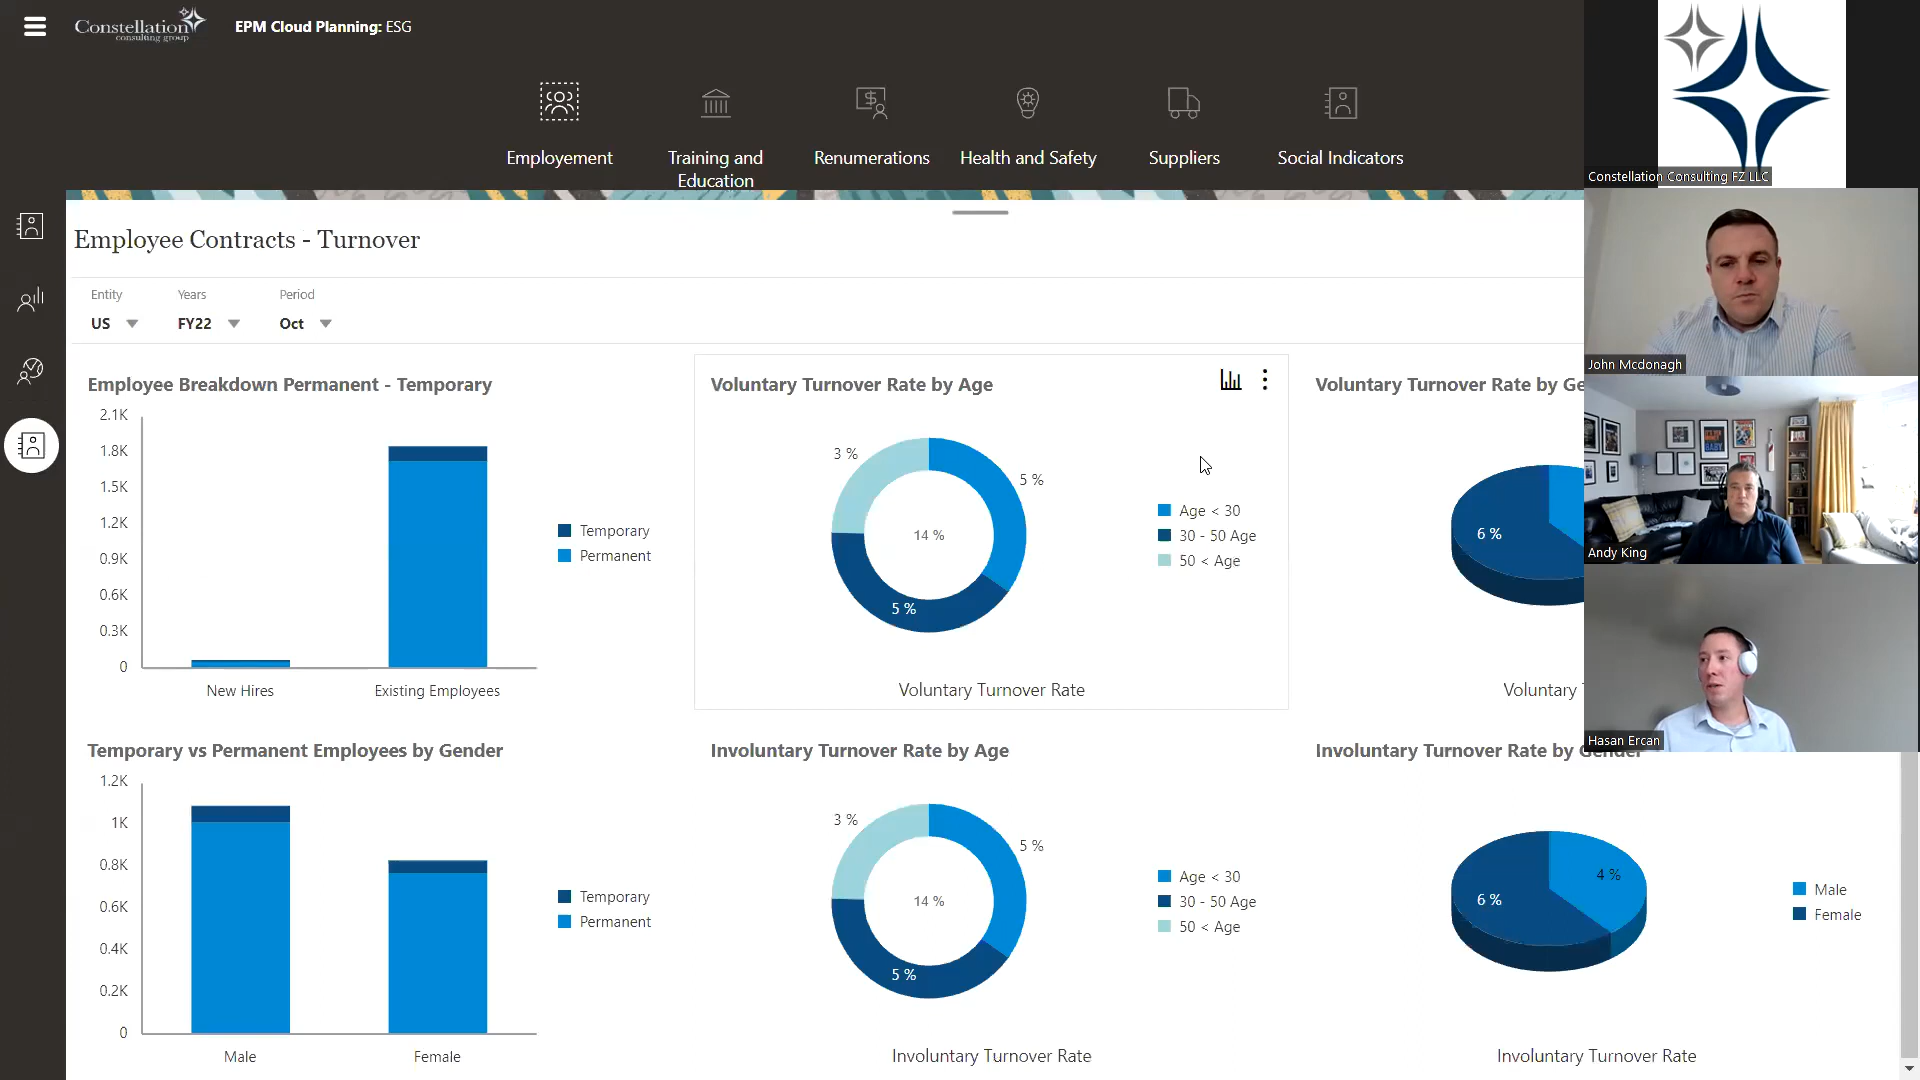 Constellation
consulting group
EPM Cloud Planning: ESG
Employement
Training and
Education
Renumerations
Health and Safety
Suppliers
Social Indicators
Constellation Consulting FZ LLC
Employee Contracts - Turnover
Entity
Years
Period
US
FY22
Oct
John Mcdonagh
Employee Breakdown Permanent - Temporary
2.1K
1.8K
1.5K
1.2K
0.9K
0.6K
0.3K
0
New Hires
Existing Employees
Temporary
Permanent
Voluntary Turnover Rate by Age
3 %
5 %
14 %
5 %
Age < 30
30 - 50 Age
50 < Age
Voluntary Turnover Rate
Voluntary Turnover Rate by Ge
6 %
Voluntary
Andy King
Hasan Ercan
Temporary vs Permanent Employees by Gender
1.2K
1K
0.8K
0.6K
0.4K
0.2K
0
Male
Female
Temporary
Permanent
Involuntary Turnover Rate by Age
3 %
5 %
14 %
5 %
Age < 30
30 - 50 Age
50 < Age
Involuntary Turnover Rate
Involuntary Turnover Rate by Gender
4 %
6 %
Male
Female
Involuntary Turnover Rate